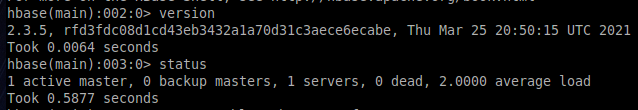 hbase(main):002:0> version
2.3.5, rfd3fdc08d1cd43eb3432a1a70d31c3aece6ecabe, Thu Mar 25 20:50:15 UTC 2021
Took 0.0064 seconds
hbase(main):003:0> status
1 active master, 0 backup masters, 1 servers, 0 dead, 2.0000 average load
Took 0.5877 seconds